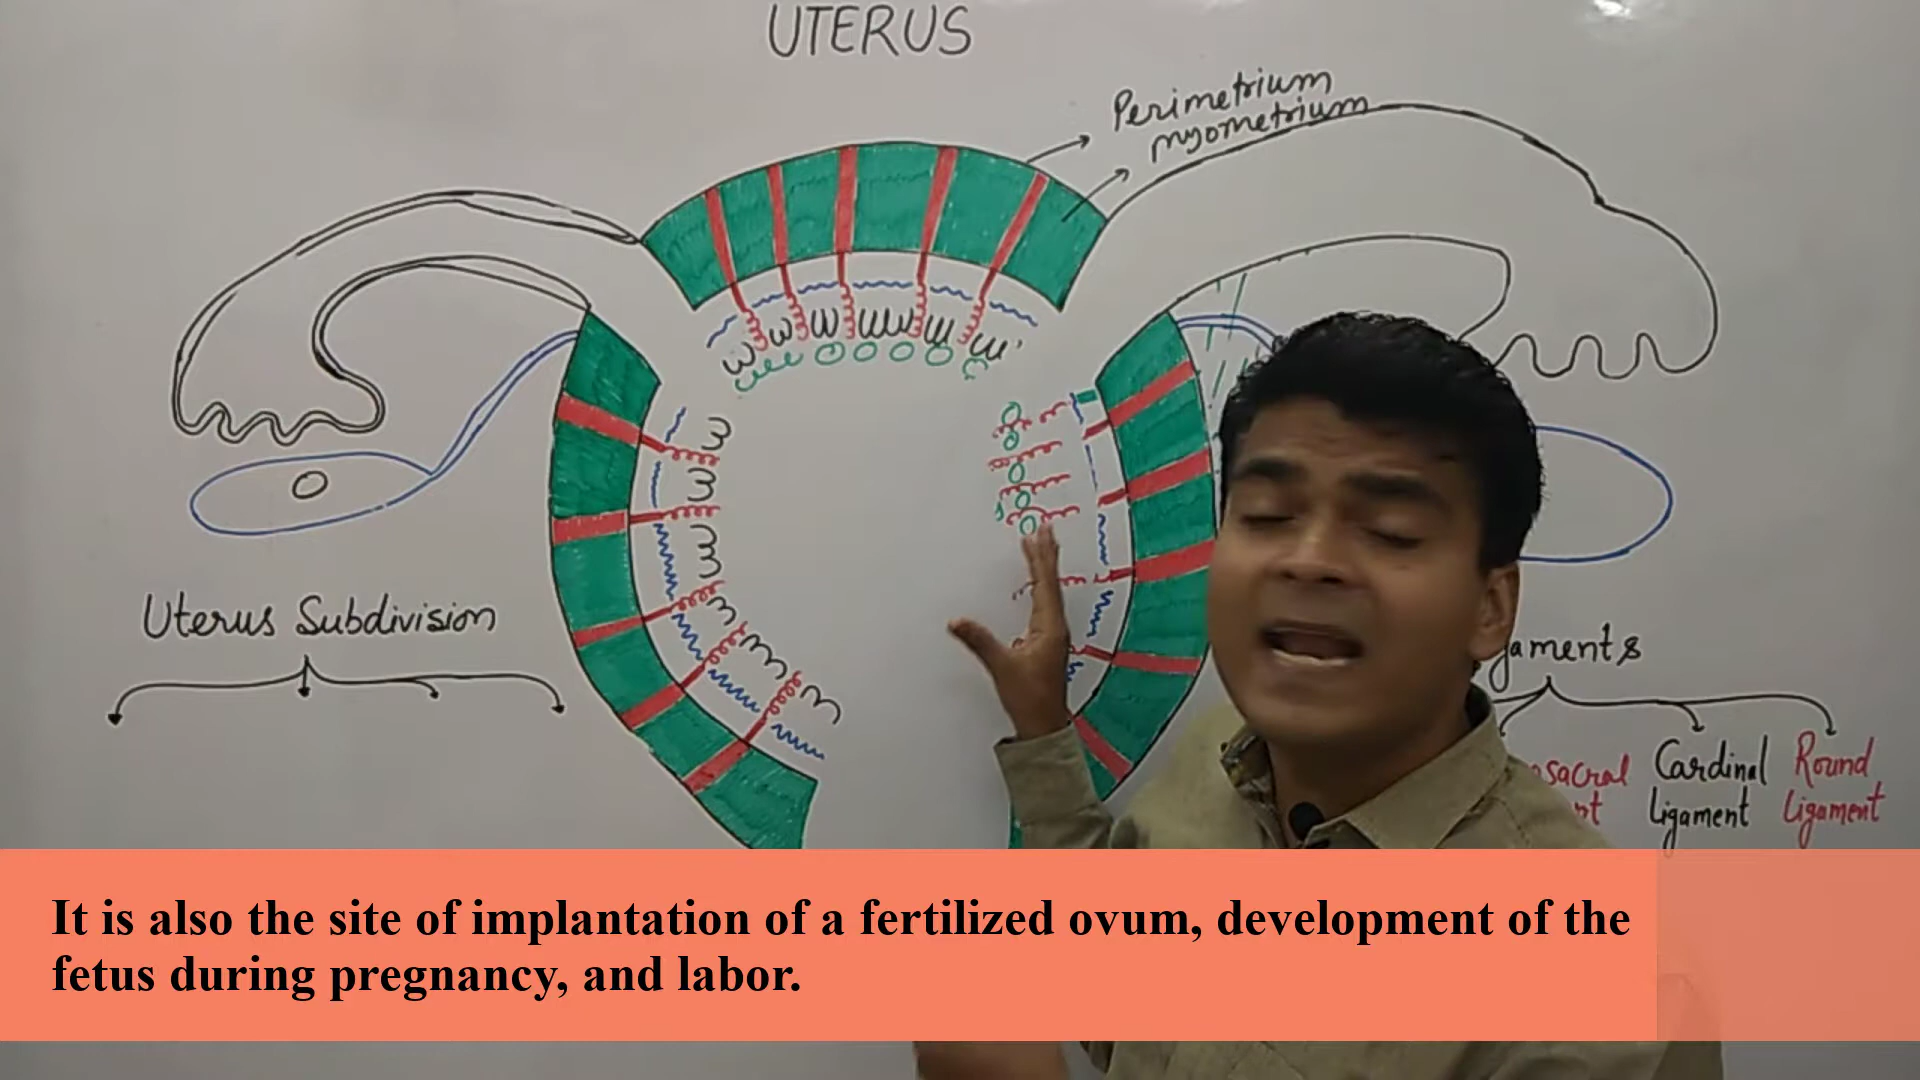 UTERUS
Perimetrium
myometrium
Uterus Subdivision
Cardinal
Ligament
Round
Ligament
It is also the site of implantation of a fertilized ovum, development of the
fetus during pregnancy, and labor.